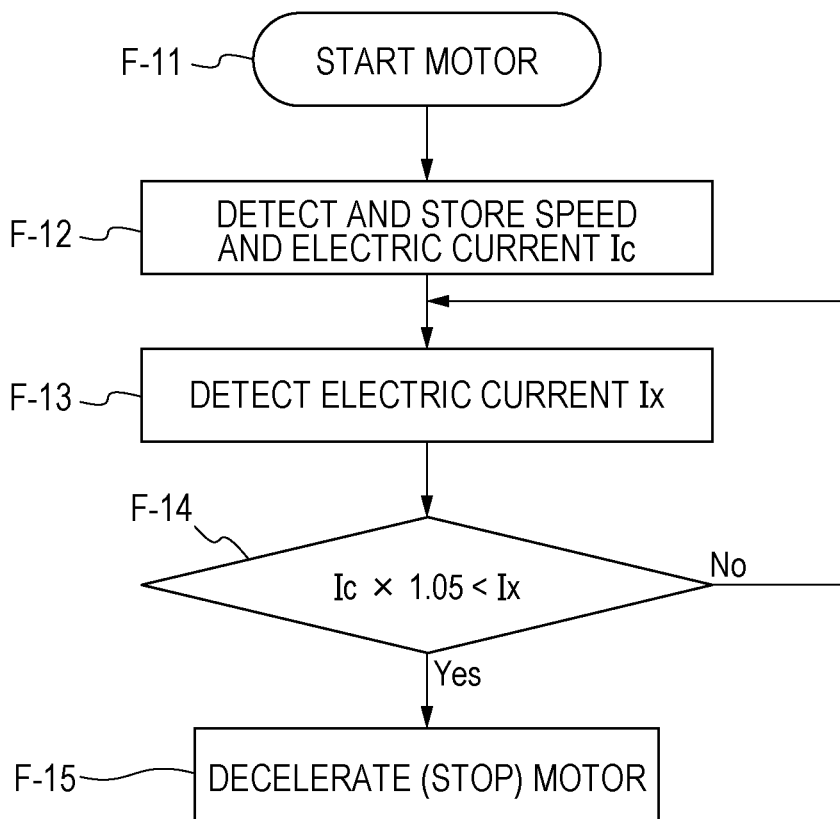 F-11
START MOTOR
F-12
DETECT AND STORE SPEED
AND ELECTRIC CURRENT Ic
F-13
DETECT ELECTRIC CURRENT Ix
F-14
Ic × 1.05 < Ix
No
Yes
F-15
DECELERATE (STOP) MOTOR